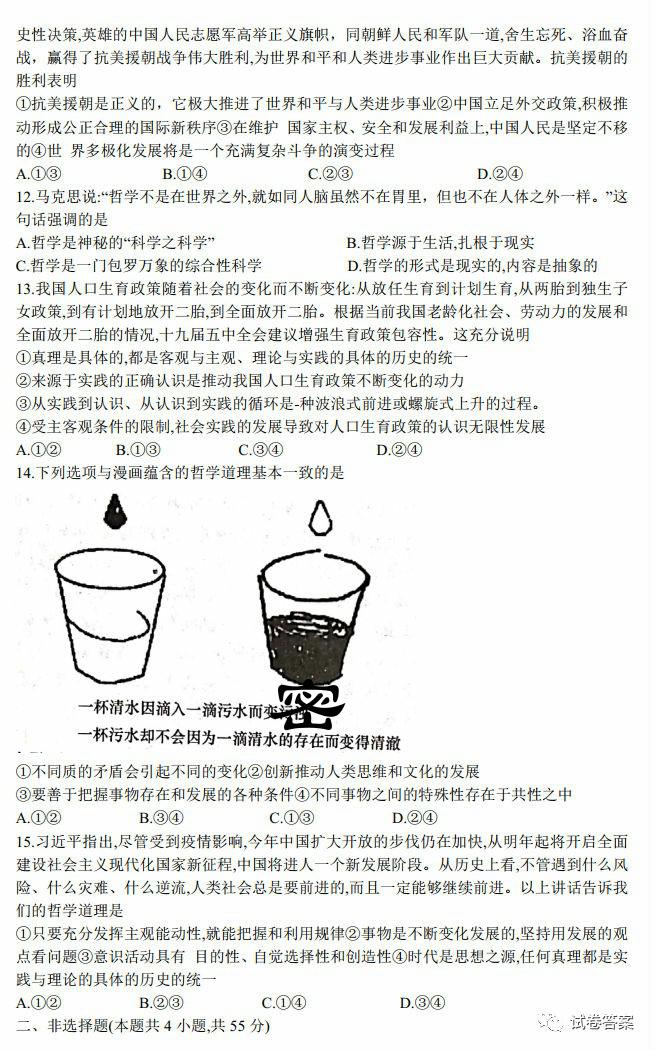 史性决策,英雄的中国人民志愿军高举正义旗帜，同朝鲜人民和军队一道,舍生忘死、浴血奋
战，赢得了抗美援朝战争伟大胜利,为世界和平和人类进步事业作出巨大贡献。抗美援朝的
胜利表明
①抗美援朝是正义的，它极大推进了世界和平与人类进步事业②中国立足外交政策,积极推
动形成公正合理的国际新秩序③在维护 国家主权、安全和发展利益上,中国人民是坚定不移
的④世 界多极化发展将是一个充满复杂斗争的演变过程
A.①③ B.①④ C.②③ D.②④
12.马克思说:“哲学不是在世界之外,就如同人脑虽然不在胃里，但也不在人体之外一样。”这
句话强调的是
A.哲学是神秘的“科学之科学” B.哲学源于生活,扎根于现实
C.哲学是一门包罗万象的综合性科学 D.哲学的形式是现实的,内容是抽象的
13.我国人口生育政策随着社会的变化而不断变化:从放任生育到计划生育,从两胎到独生子
女政策,到有计划地放开二胎,到全面放开二胎。根据当前我国老龄化社会、劳动力的发展和
全面放开二胎的情况,十九届五中全会建议增强生育政策包容性。这充分说明
①真理是具体的,都是客观与主观、理论与实践的具体的历史的统一
②来源于实践的正确认识是推动我国人口生育政策不断变化的动力
③从实践到认识、从认识到实践的循环是-种波浪式前进或螺旋式上升的过程。
④受主客观条件的限制,社会实践的发展导致对人口生育政策的认识无限性发展
A.①② B.①③ C.③④ D.②④
14.下列选项与漫画蕴含的哲学道理基本一致的是
一杯清水因滴入一滴污水而变污浊
密
一杯污水却不会因为一滴清水的存在而变得清澈
①不同质的矛盾会引起不同的变化②创新推动人类思维和文化的发展
③要善于把握事物存在和发展的各种条件④不同事物之间的特殊性存在于共性之中
A.①② B.③④ C.①③ D.②④
15.习近平指出,尽管受到疫情影响,今年中国扩大开放的步伐仍在加快,从明年起将开启全面
建设社会主义现代化国家新征程,中国将进人一个新发展阶段。从历史上看,不管遇到什么风
险、什么灾难、什么逆流,人类社会总是要前进的,而且一定能够继续前进。以上讲话告诉我
们的哲学道理是
①只要充分发挥主观能动性,就能把握和利用规律②事物是不断变化发展的,坚持用发展的观
点看问题③意识活动具有 目的性、自觉选择性和创造性④时代是思想之源,任何真理都是实
践与理论的具体的历史的统一
A.①② B.②③ C.①④ D.③④
二、非选择题(本题共 4 小题,共 55 分)
试卷答案